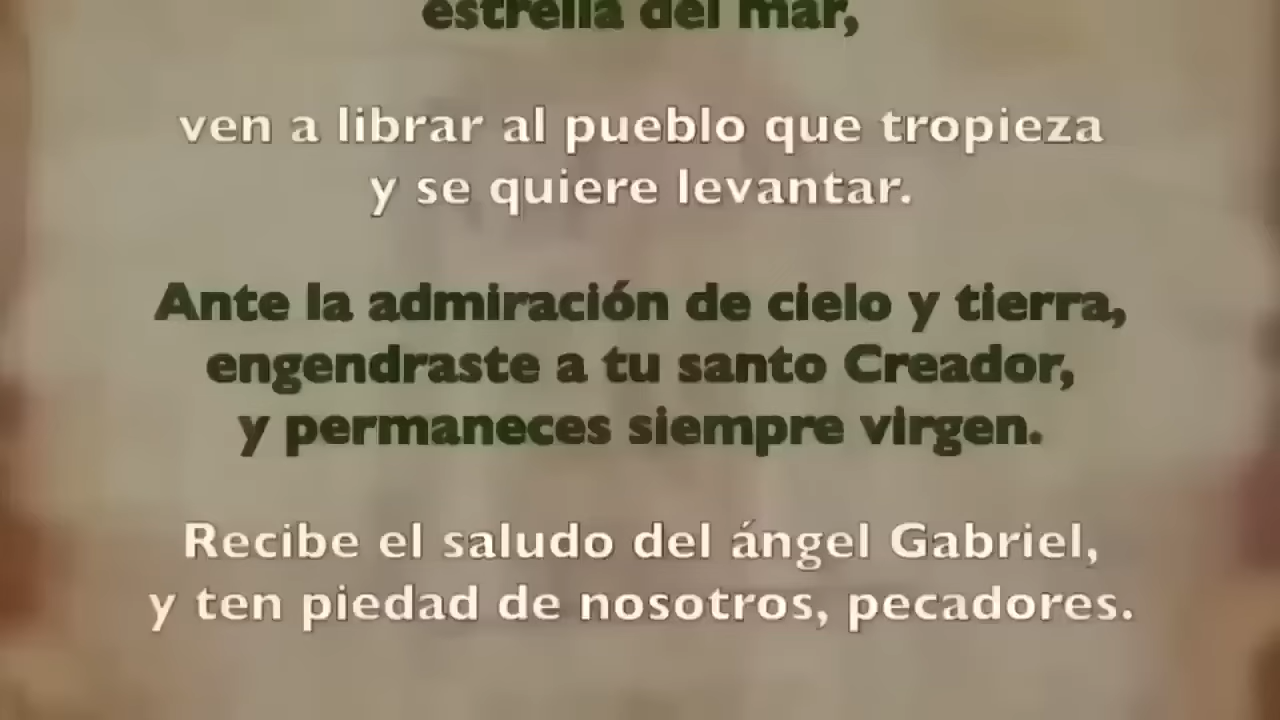 estrella del mar,
ven a librar al pueblo que tropieza
y se quiere levantar.
Ante la admiración de cielo y tierra,
engendraste a tu santo Creador,
y permaneces siempre virgen.
Recibe el saludo del ángel Gabriel,
y ten piedad de nosotros, pecadores.